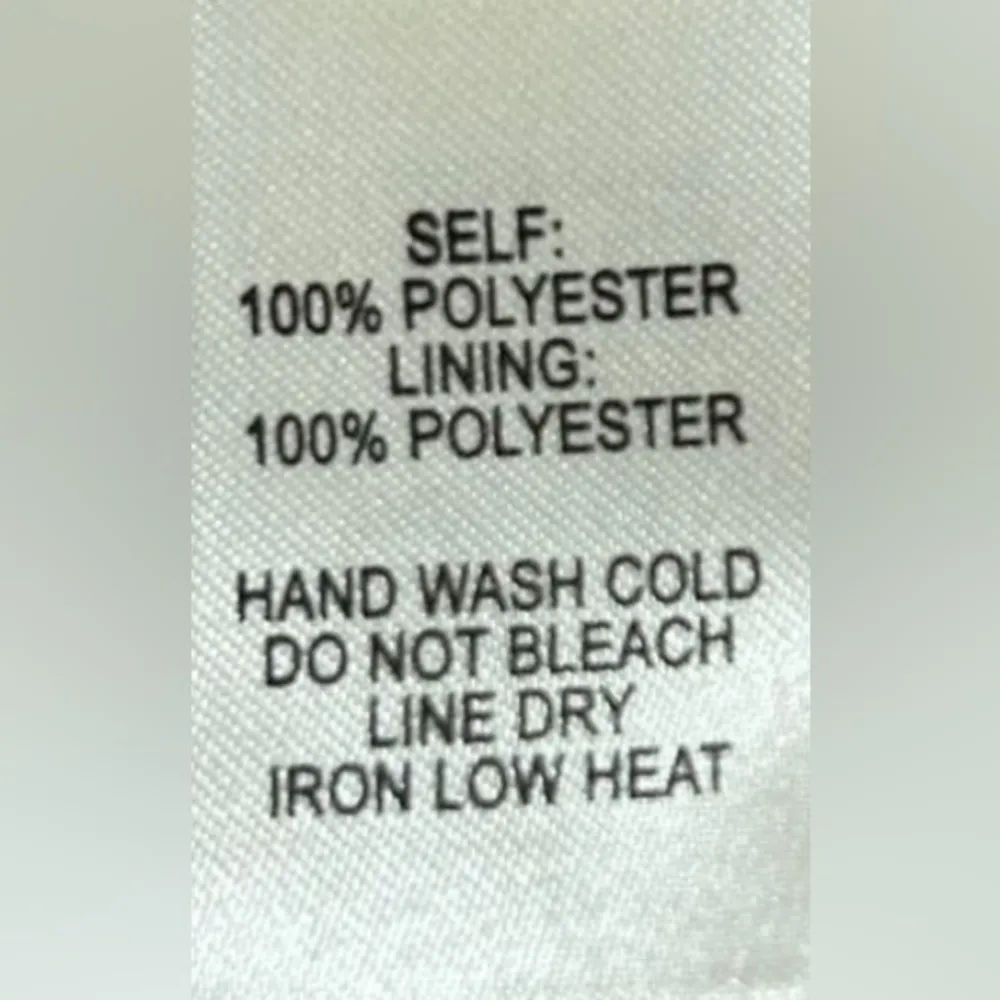 SELF:
100% POLYESTER
LINING:
100% POLYESTER
HAND WASH COLD
DO NOT BLEACH
LINE DRY
IRON LOW HEAT